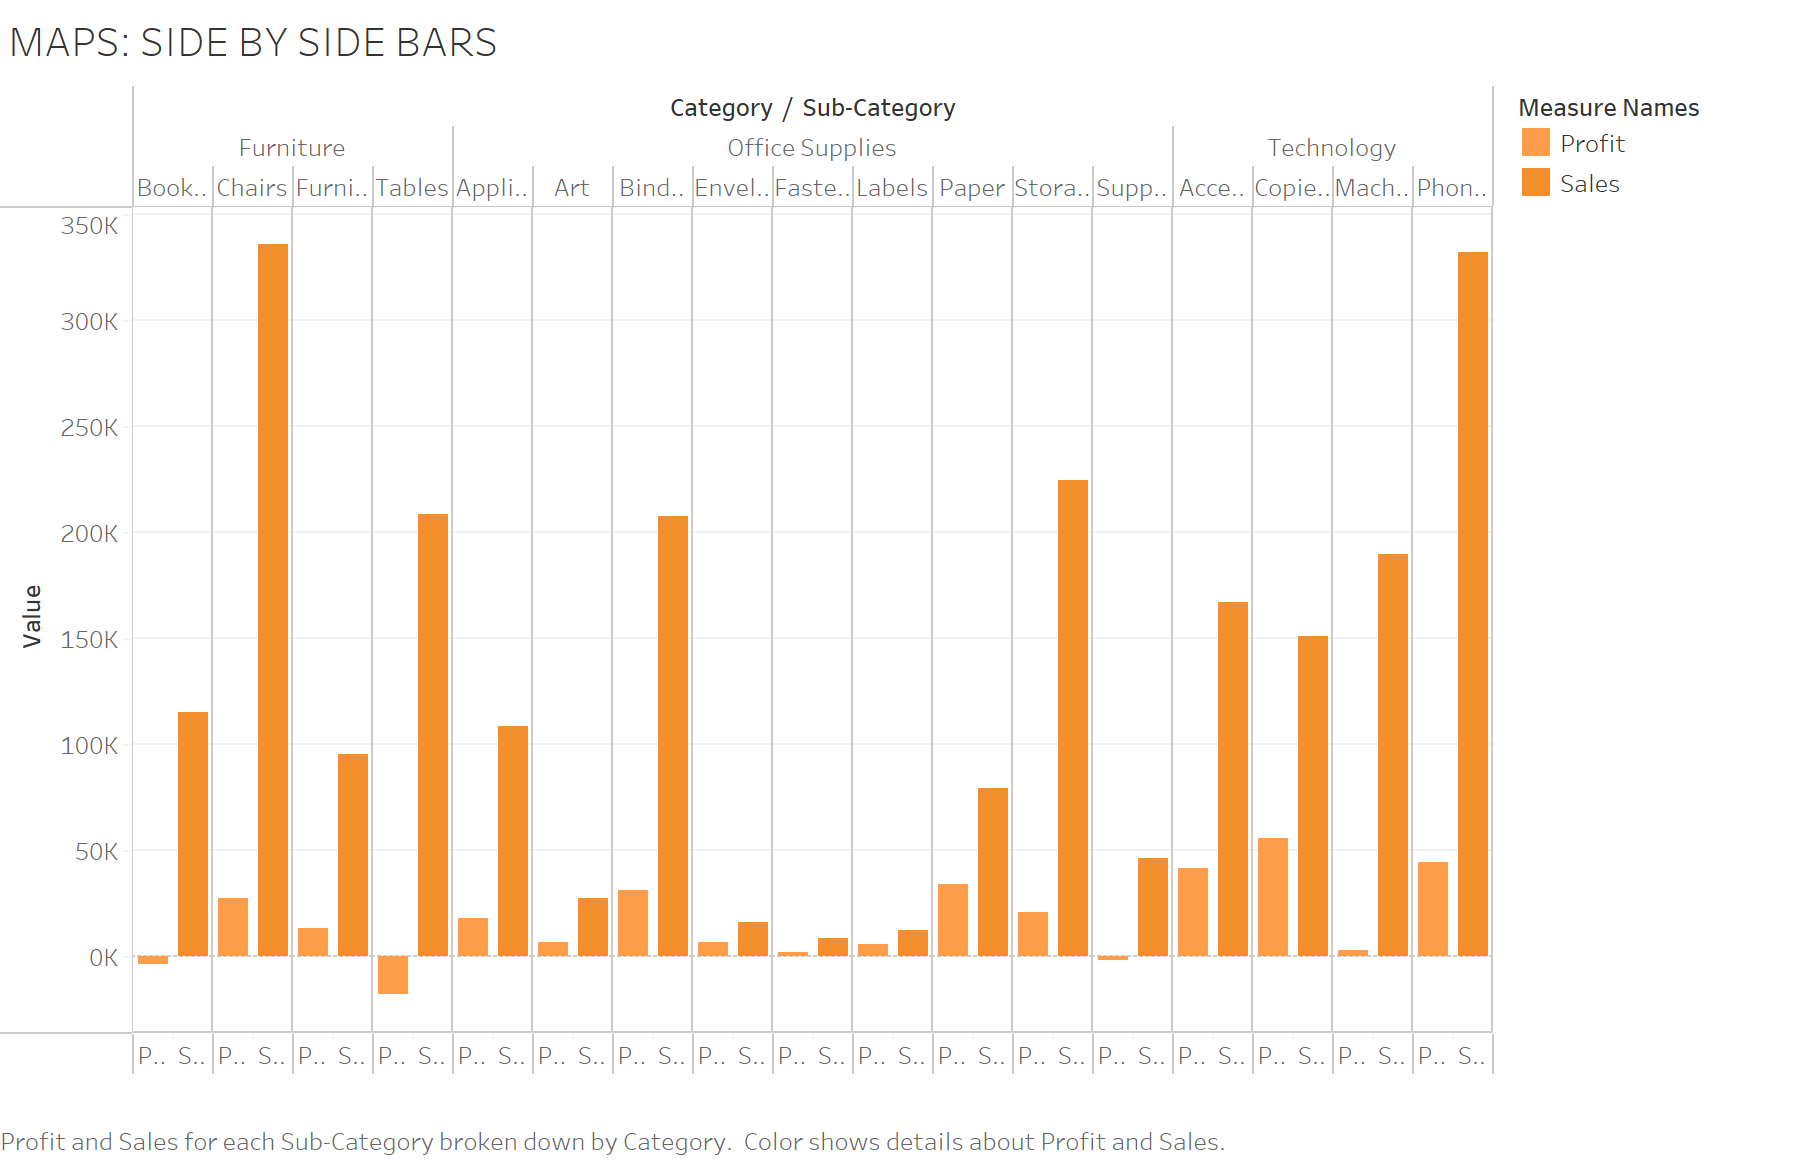 MAPS: SIDE BY SIDE BARS
Category / Sub-Category
Measure Names
Furniture Office Supplies Technology
Profit
Book.. Chairs Furni.. Tables Appli.. Art Bind.. Envel.. Faste.. Labels Paper Stora.. Supp.. Acce.. Copie.. Mach.. Phon..
Sales
350K
300K
250K
200K
150K
100K
50K
0K
Value
P.. S.. P.. S.. P.. S.. P.. S.. P.. S.. P.. S.. P.. S.. P.. S.. P.. S.. P.. S.. P.. S.. P.. S.. P.. S.. P.. S.. P.. S.. P.. S.. P.. S..
Profit and Sales for each Sub-Category broken down by Category. Color shows details about Profit and Sales.